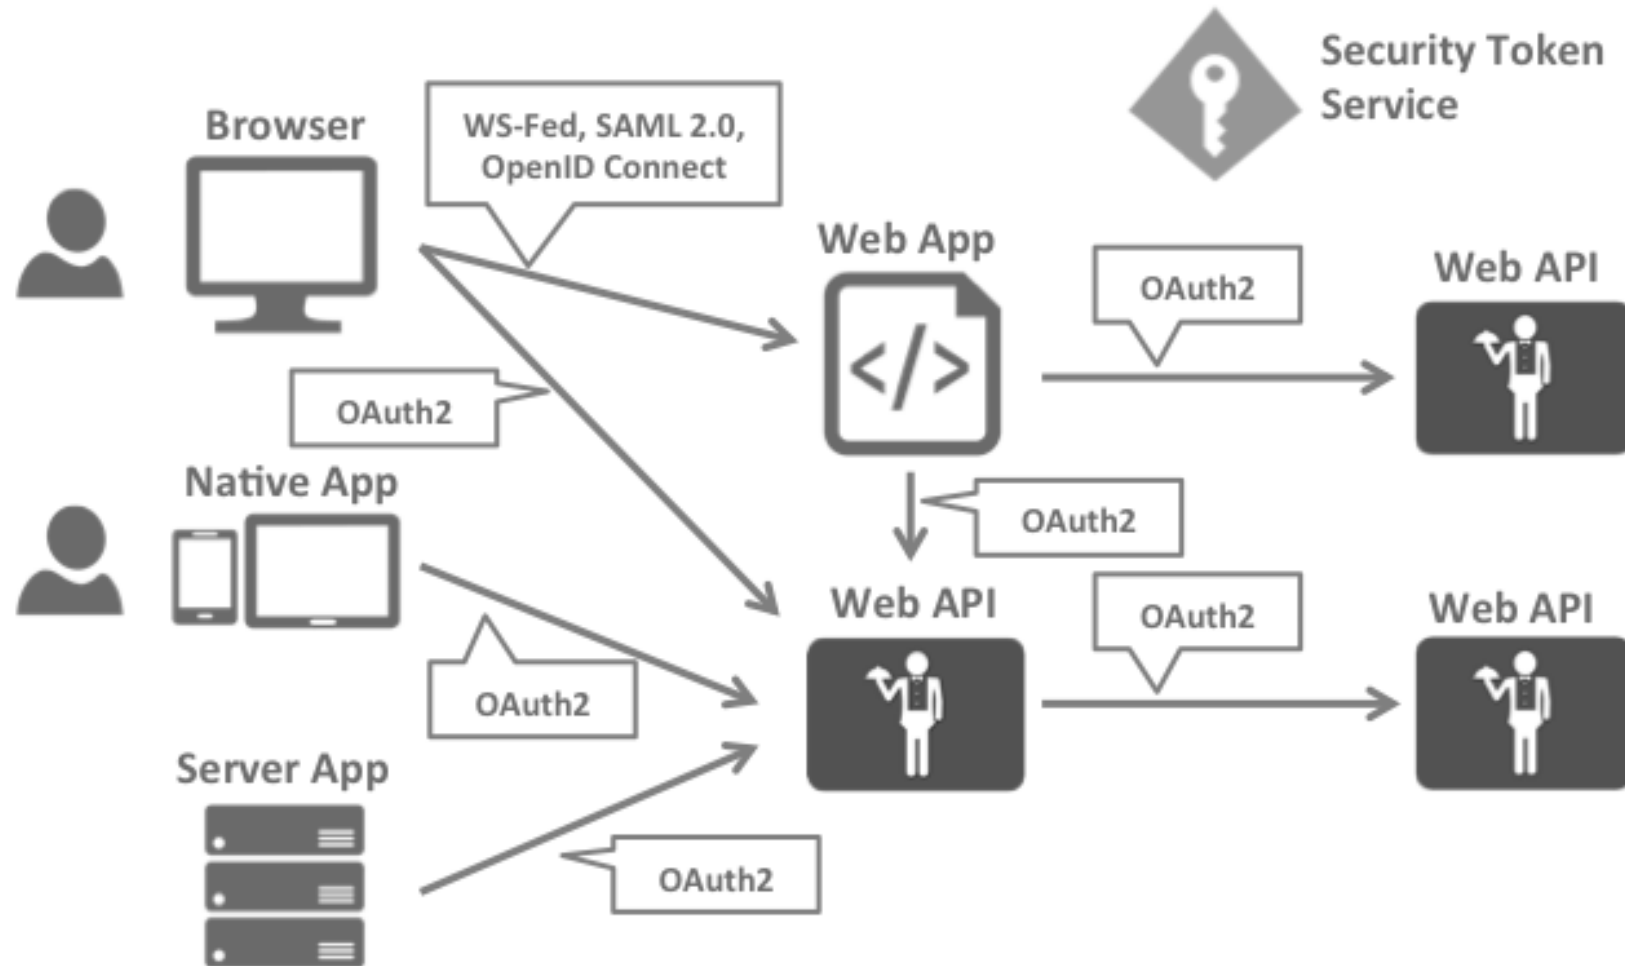 Security Token
Service
Browser
WS-Fed, SAML 2.0,
OpenID Connect
Web App
OAuth2
Web API
OAuth2
Native App
OAuth2
OAuth2
Web API
Web API
OAuth2
Server App
OAuth2